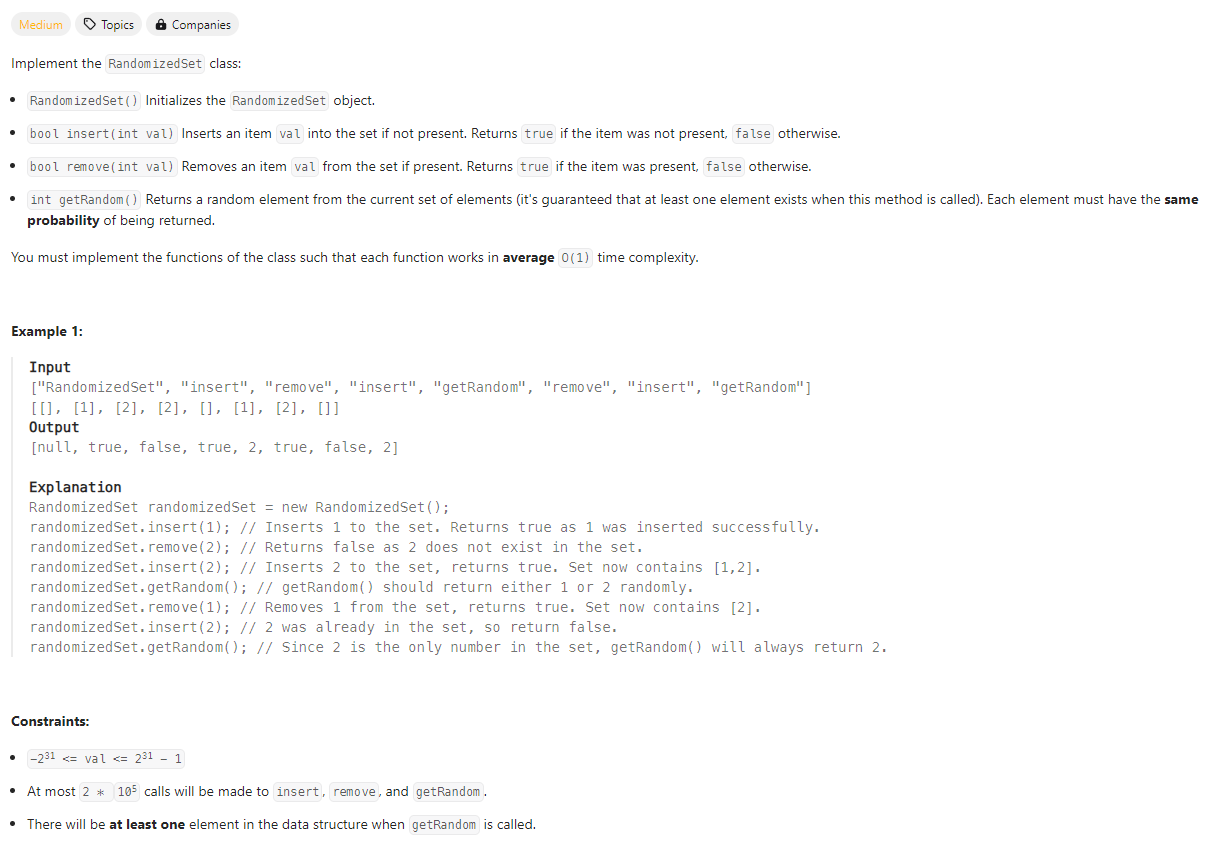 Medium Topics Companies
Implement the RandomizedSet class:
• RandomizedSet() Initializes the RandomizedSet object.
• bool insert(int val) Inserts an item val into the set if not present. Returns true if the item was not present, false otherwise.
• bool remove(int val) Removes an item val from the set if present. Returns true if the item was present, false otherwise.
• int getRandom() Returns a random element from the current set of elements (it's guaranteed that at least one element exists when this method is called). Each element must have the same
probability of being returned.
You must implement the functions of the class such that each function works in average O(1) time complexity.
Example 1:
Input
["RandomizedSet", "insert", "remove", "insert", "getRandom", "remove", "insert", "getRandom"]
[[], [1], [2], [2], [], [1], [2], []]
Output
[null, true, false, true, 2, true, false, 2]
Explanation
RandomizedSet randomizedSet = new RandomizedSet();
randomizedSet.insert(1); // Inserts 1 to the set. Returns true as 1 was inserted successfully.
randomizedSet.remove(2); // Returns false as 2 does not exist in the set.
randomizedSet.insert(2); // Inserts 2 to the set, returns true. Set now contains [1,2].
randomizedSet.getRandom(); // getRandom() should return either 1 or 2 randomly.
randomizedSet.remove(1); // Removes 1 from the set, returns true. Set now contains [2].
randomizedSet.insert(2); // 2 was already in the set, so return false.
randomizedSet.getRandom(); // Since 2 is the only number in the set, getRandom() will always return 2.
Constraints:
• -2³¹ <= val <= 2³¹ - 1
• At most 2 * 10⁵ calls will be made to insert, remove, and getRandom.
• There will be at least one element in the data structure when getRandom is called.